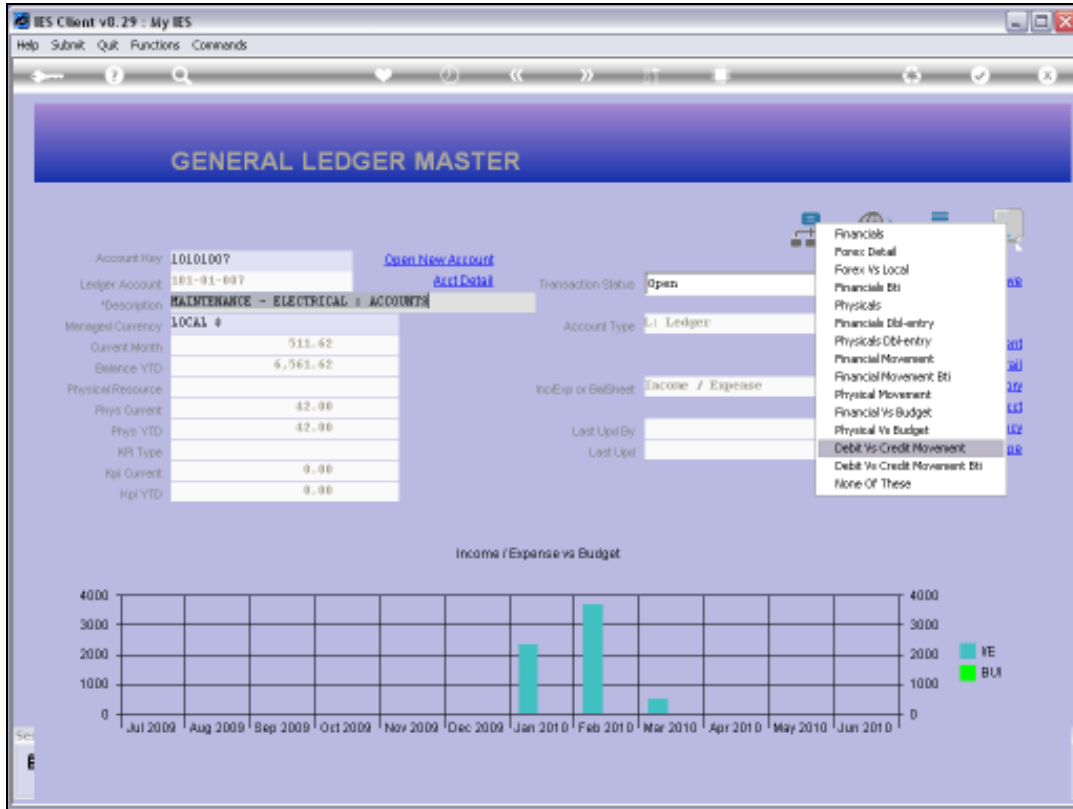 IES Client v8.29 : My IES
Help Submit Quit Functions Commands
GENERAL LEDGER MASTER
Account Key 10101007 Open New Account
Ledger Account 101-01-007 Acct Detail
*Description MAINTENANCE - ELECTRICAL : ACCOUNTS
Managed Currency LOCAL $
Current Month 511.62
Balance YTD 6,561.62
Physical Resource
Phys Current 42.00
Phys YTD 42.00
KPI Type
Kpi Current 0.00
Kpi YTD 0.00
Transaction Status Open
Account Type L: Ledger
Inc/Exp or BalSheet Income / Expense
Last Upd By
Last Upd
Financials
Forex Detail
Forex Vs Local
Financials Bti
Physicals
Financials Dbl-entry
Physicals Dbl-entry
Financial Movement
Financial Movement Bti
Physical Movement
Financial Vs Budget
Physical Vs Budget
Debit Vs Credit Movement
Debit Vs Credit Movement Bti
None Of These
Income / Expense vs Budget
4000 4000
3000 3000
2000 2000
1000 1000
0 0
I/E
BUI
Jul 2009 Aug 2009 Sep 2009 Oct 2009 Nov 2009 Dec 2009 Jan 2010 Feb 2010 Mar 2010 Apr 2010 May 2010 Jun 2010